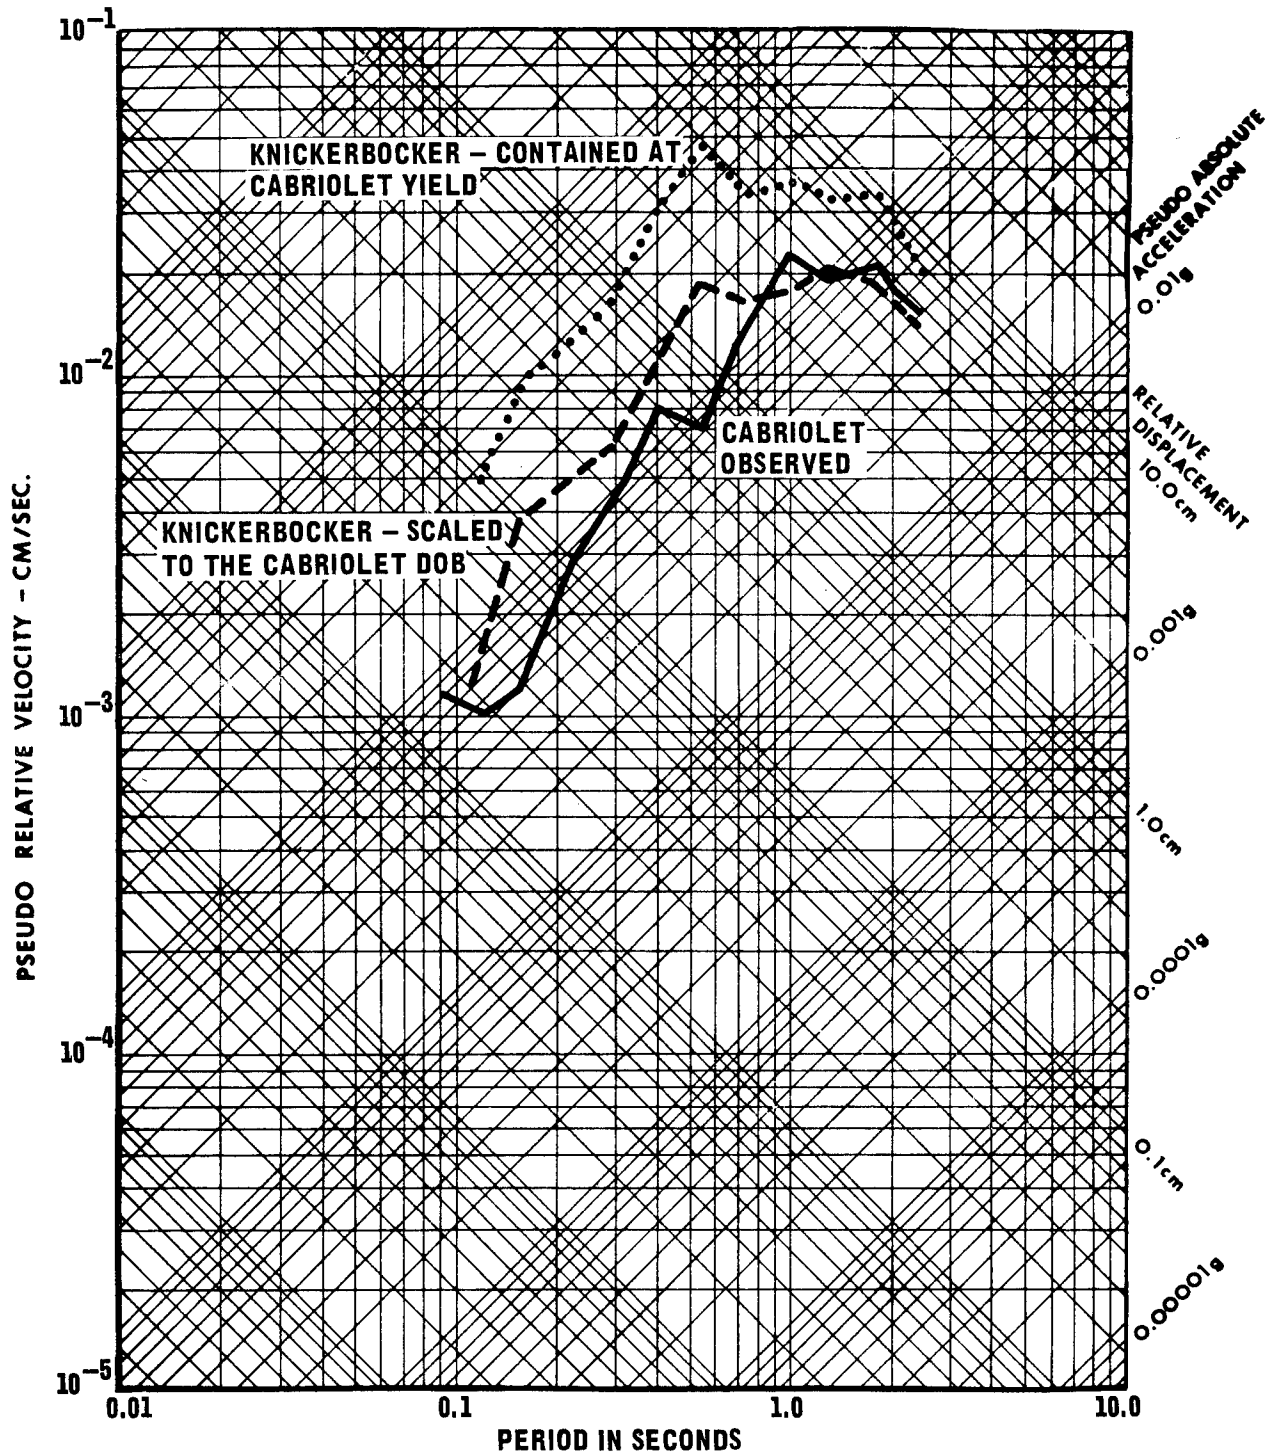 10⁻¹
KNICKERBOCKER – CONTAINED AT
CABRIOLET YIELD
PSEUDO ABSOLUTE
ACCELERATION
0.01g
10⁻²
RELATIVE
DISPLACEMENT
10.0cm
CABRIOLET
OBSERVED
KNICKERBOCKER – SCALED
TO THE CABRIOLET DOB
0.001g
10⁻³
1.0cm
0.0001g
10⁻⁴
0.1cm
0.00001g
10⁻⁵
PSEUDO RELATIVE VELOCITY – CM/SEC.
0.01
0.1
1.0
10.0
PERIOD IN SECONDS